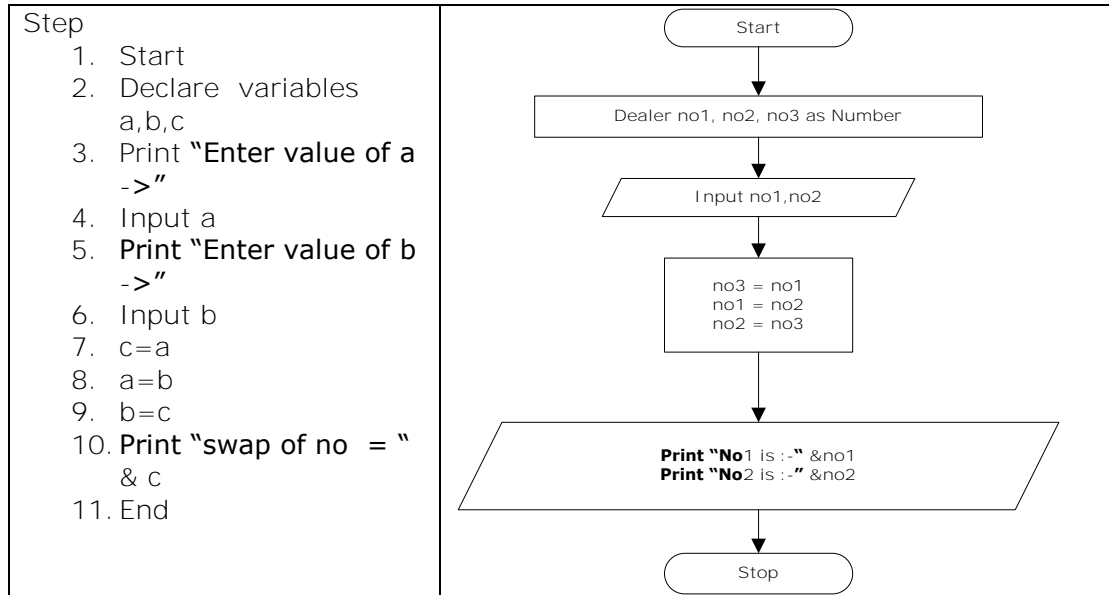 Step
1. Start
2. Declare variables
a,b,c
3. Print “Enter value of a
->”
4. Input a
5. Print “Enter value of b
->”
6. Input b
7. c=a
8. a=b
9. b=c
10. Print “swap of no = “
& c
11. End
Start
Dealer no1, no2, no3 as Number
Input no1,no2
no3 = no1
no1 = no2
no2 = no3
Print “No1 is :-“ &no1
Print “No2 is :-” &no2
Stop